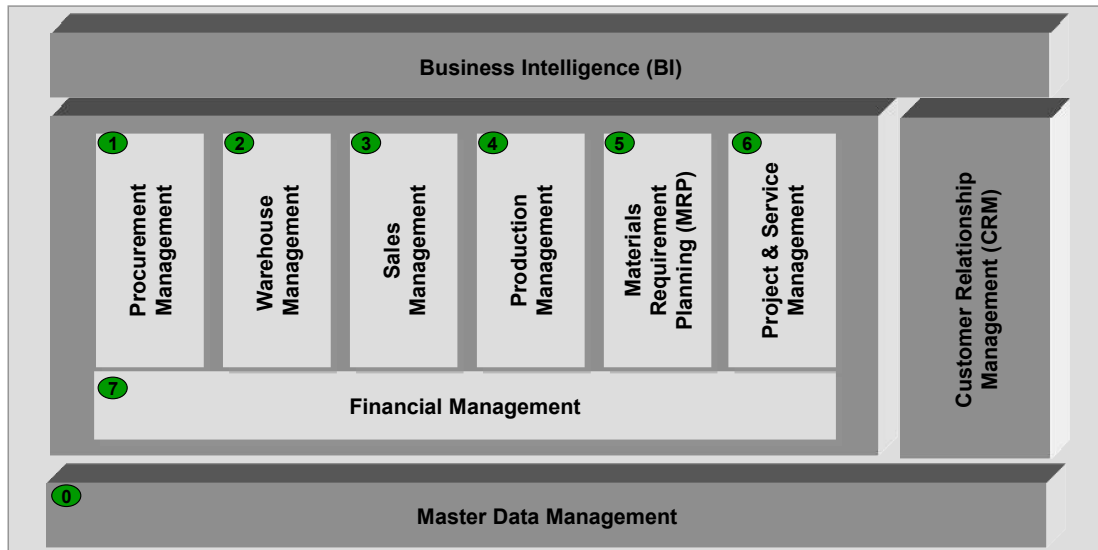 Business Intelligence (BI)
1
Procurement
Management
2
Warehouse
Management
3
Sales
Management
4
Production
Management
5
Materials
Requirement
Planning (MRP)
6
Project & Service
Management
Customer Relationship
Management (CRM)
7
Financial Management
0
Master Data Management